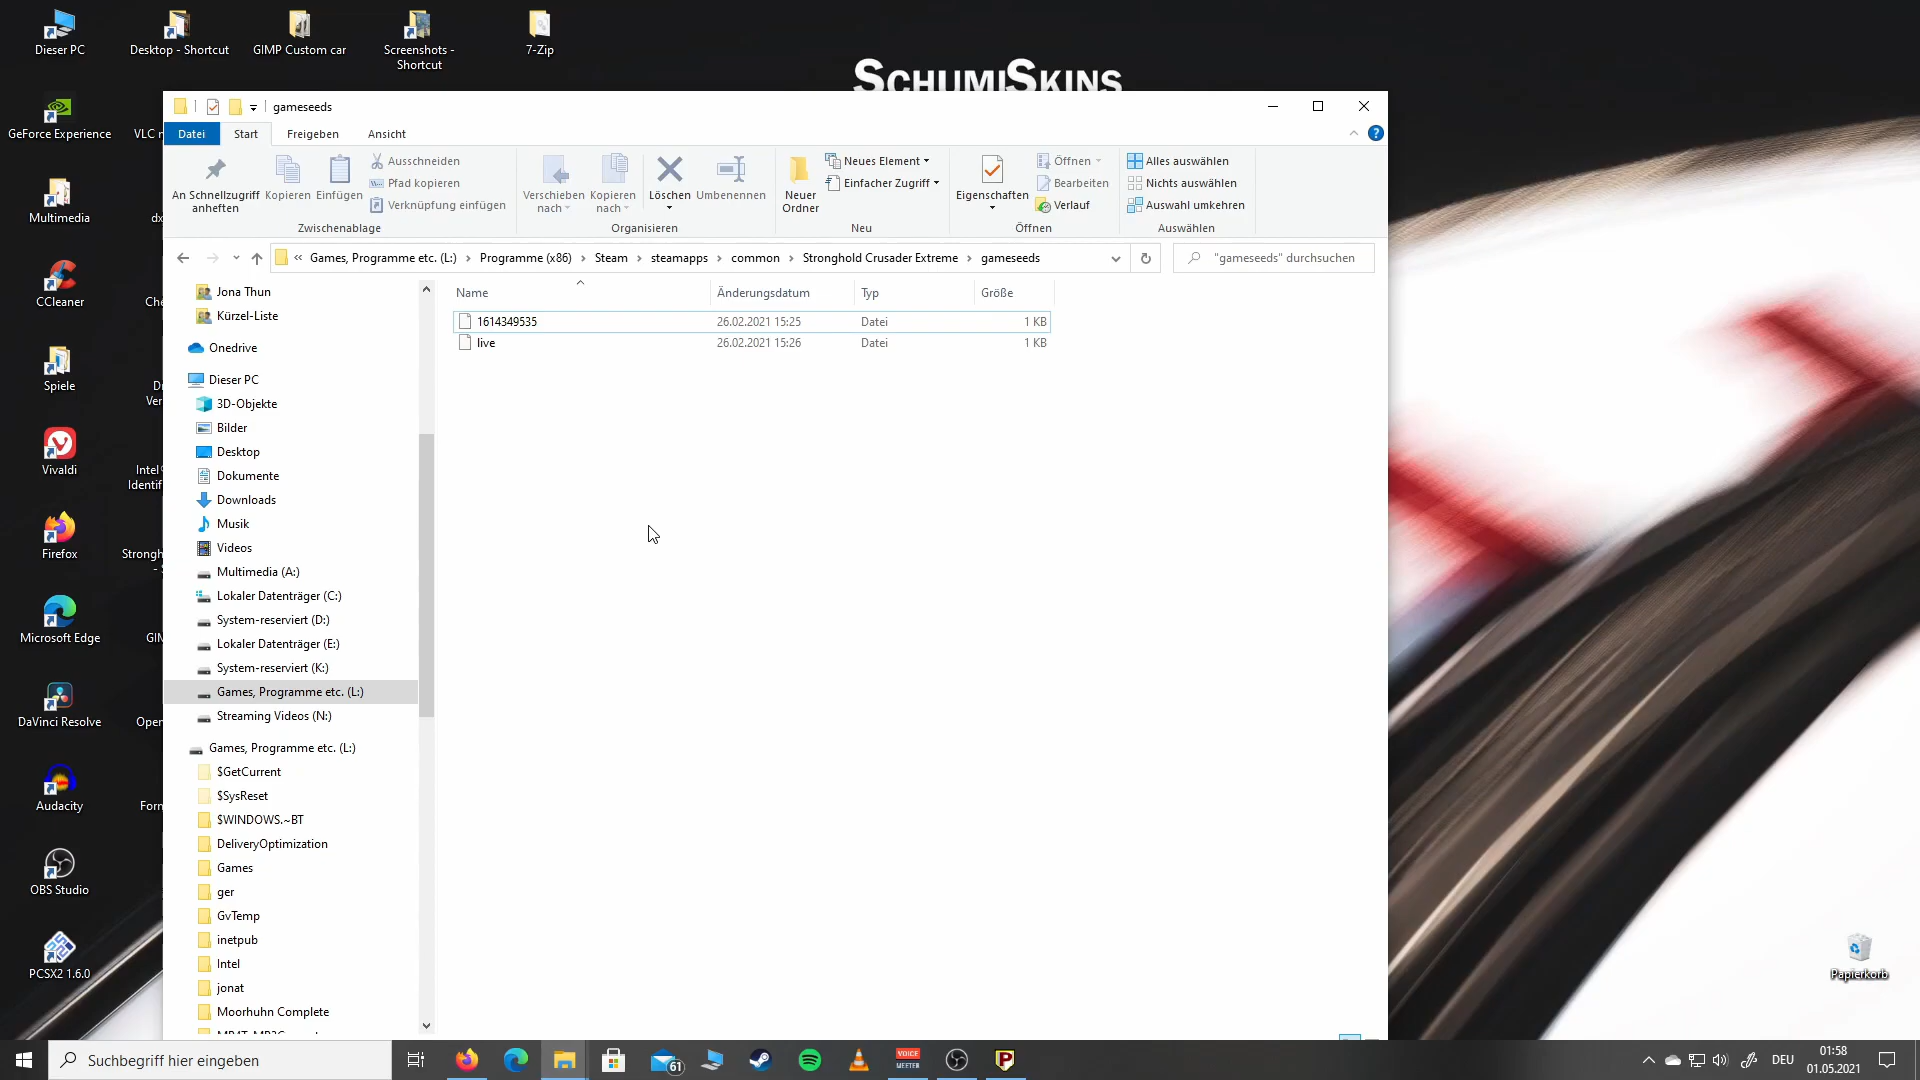 Dieser PC
Desktop - Shortcut
GIMP Custom car
Screenshots -
Shortcut
7-Zip
SCHUMISKINS
GeForce Experience
VLC
Multimedia
CCleaner
Spiele
Vivaldi
Intel
Identif
Firefox
Microsoft Edge
DaVinci Resolve
Audacity
OBS Studio
PCSX2 1.6.0
Papierkorb
gameseeds
Datei
Start
Freigeben
Ansicht
An Schnellzugriff
anheften
Kopieren
Einfügen
Ausschneiden
Pfad kopieren
Verknüpfung einfügen
Zwischenablage
Verschieben
nach
Kopieren
nach
Löschen
Umbenennen
Organisieren
Neuer
Ordner
Neues Element
Einfacher Zugriff
Neu
Eigenschaften
Öffnen
Bearbeiten
Verlauf
Öffnen
Alles auswählen
Nichts auswählen
Auswahl umkehren
Auswählen
« Games, Programme etc. (L:) > Programme (x86) > Steam > steamapps > common > Stronghold Crusader Extreme > gameseeds
"gameseeds" durchsuchen
Name Änderungsdatum Typ Größe
1614349535 26.02.2021 15:25 Datei 1 KB
live 26.02.2021 15:26 Datei 1 KB
Jona Thun
Kürzel-Liste
Onedrive
Dieser PC
3D-Objekte
Bilder
Desktop
Dokumente
Downloads
Musik
Videos
Multimedia (A:)
Lokaler Datenträger (C:)
System-reserviert (D:)
Lokaler Datenträger (E:)
System-reserviert (K:)
Games, Programme etc. (L:)
Streaming Videos (N:)
Games, Programme etc. (L:)
$GetCurrent
$SysReset
$WINDOWS.~BT
DeliveryOptimization
Games
ger
GvTemp
inetpub
Intel
jonat
Moorhuhn Complete
Suchbegriff hier eingeben
61
VOICE
MEETER
DEU
01:58
01.05.2021